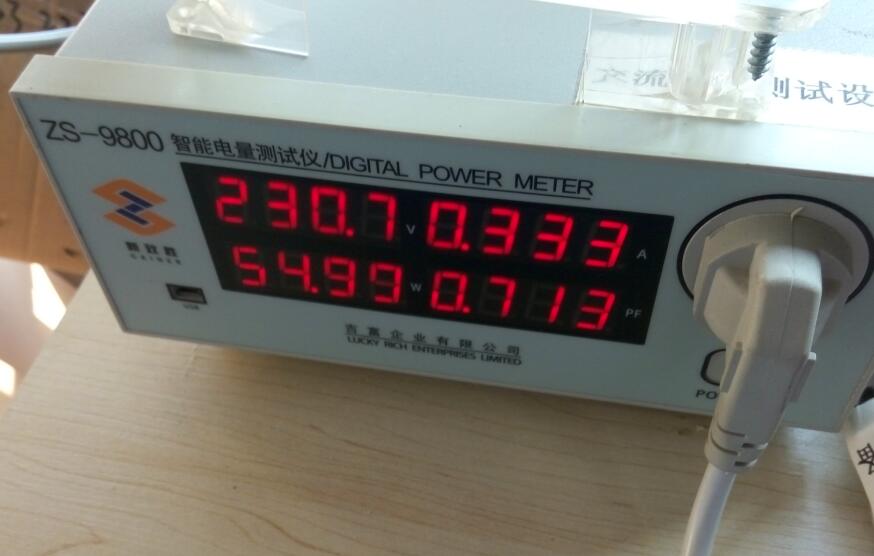 测试设
ZS-9800 智能电量测试仪/DIGITAL POWER METER
230.7 V 0.333 A
54.99 W 0.713 PF
USB
吉富企业有限公司
LUCKY RICH ENTERPRISES LIMITED